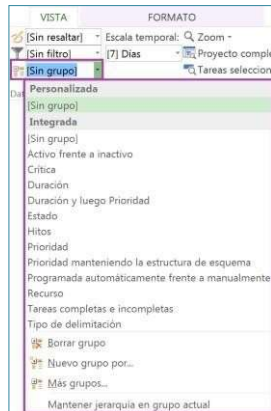 VISTA FORMATO
[Sin resaltar] Escala temporal: Zoom
[Sin filtro] [7] Días Proyecto comple
[Sin grupo] Tareas seleccion
Dat
Personalizada
[Sin grupo]
Integrada
[Sin grupo]
Activo frente a inactivo
Crítica
Duración
Duración y luego Prioridad
Estado
Hitos
Prioridad
Prioridad manteniendo la estructura de esquema
Programada automáticamente frente a manualmente
Recurso
Tareas completas e incompletas
Tipo de delimitación
Borrar grupo
Nuevo grupo por...
Más grupos...
Mantener jerarquía en grupo actual